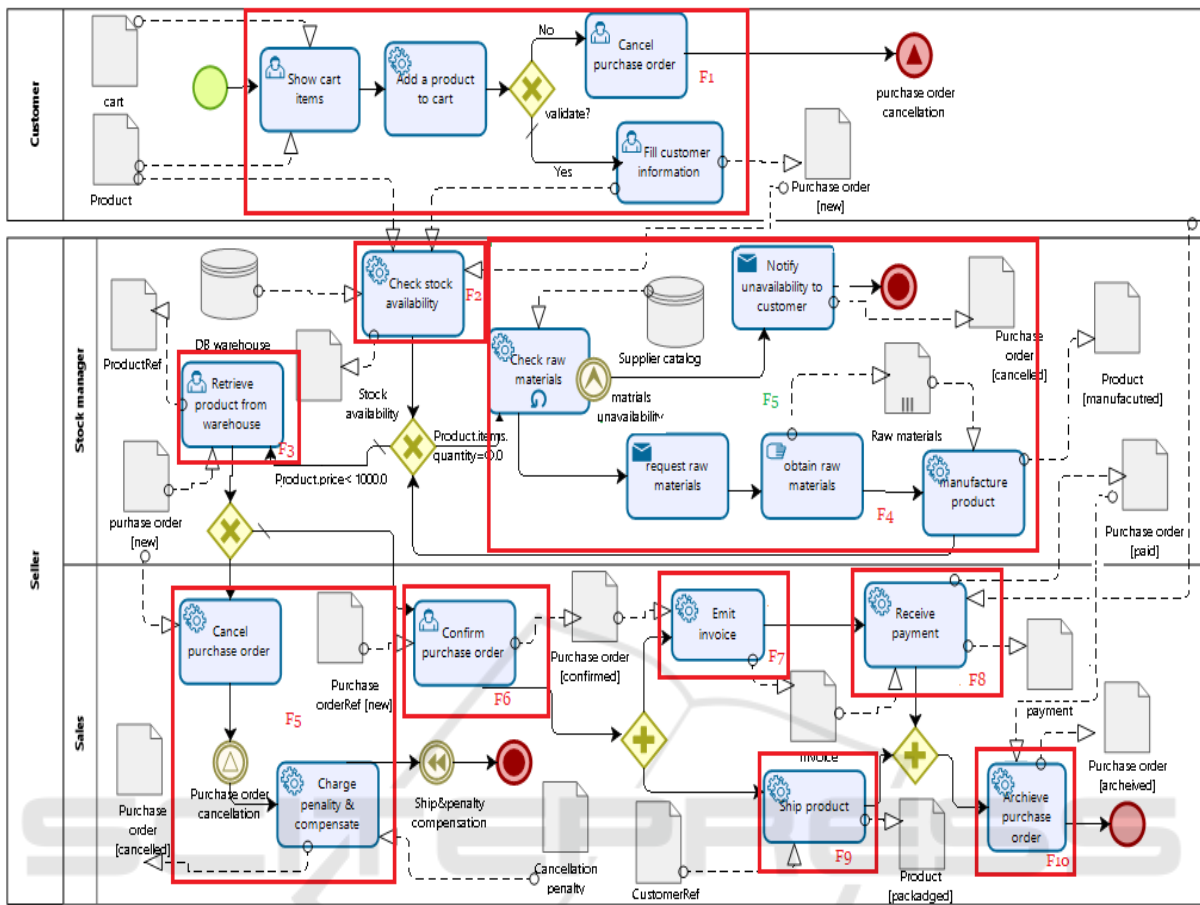 Customer
cart
Product
Show cart
items
Add a product
to cart
No
validate?
Yes
Cancel
purchase order
F1
purchase order
cancellation
Fill customer
information
Purchase order
[new]
Seller
Stock manager
ProductRef
DB warehouse
Check stock
availability
F2
Stock
availability
Retrieve
product from
warehouse
F3
purhase order
[new]
Product.price< 1000.0
Product.items.
quantity=0.0
Check raw
materials
Supplier catalog
matrials
unavailability
Notify
unavailability to
customer
Purchase
order
[cancelled]
F5
Raw materials
request raw
materials
obtain raw
materials
F4
manufacture
product
Product
[manufacutred]
Purchase order
[paid]
Sales
Cancel
purchase order
F5
Purchase
orderRef [new]
Confirm
purchase order
F6
Purchase order
[confirmed]
Emit
invoice
F7
Invoice
Receive
payment
F8
payment
Purchase order
cancellation
Charge
penality &
compensate
Ship&penalty
compensation
Purchase
order
[cancelled]
Cancellation
penalty
CustomerRef
Ship product
F9
Product
[packadged]
Achieve
purchase
order
F10
Purchase
order
[archeived]
SCITEPRESS